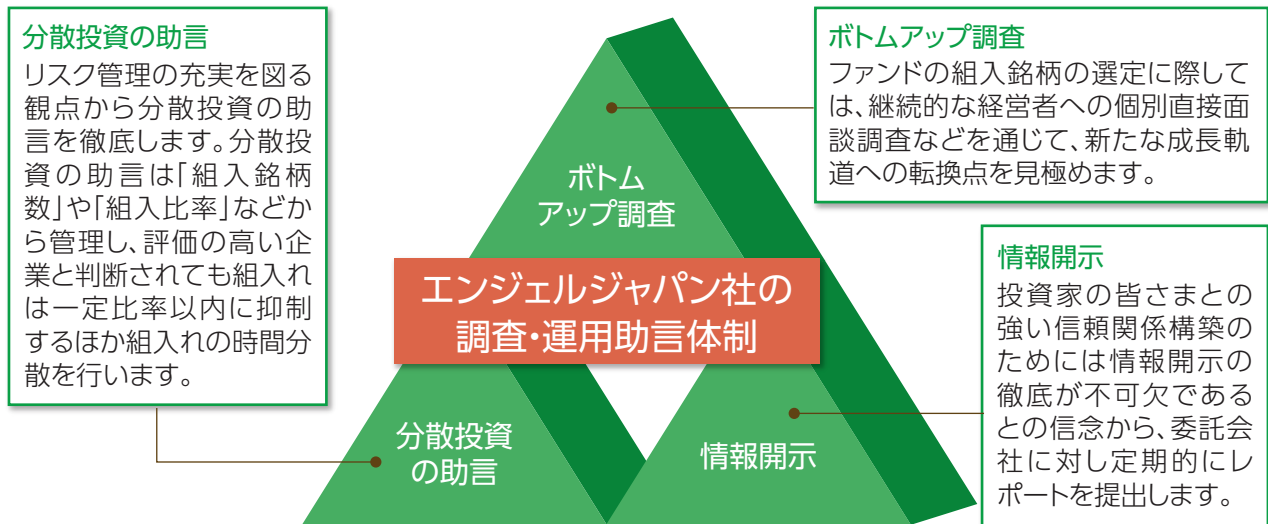 分散投資の助言
リスク管理の充実を図る
観点から分散投資の助
言を徹底します。分散投
資の助言は「組入銘柄
数」や「組入比率」などか
ら管理し、評価の高い企
業と判断されても組入れ
は一定比率以内に抑制
するほか組入れの時間分
散を行います。
ボトムアップ調査
ファンドの組入銘柄の選定に際して
は、継続的な経営者への個別直接面
談調査などを通じて、新たな成長軌
道への転換点を見極めます。
ボトム
アップ調査
エンジェルジャパン社の
調査・運用助言体制
分散投資
の助言
情報開示
情報開示
投資家の皆さまとの
強い信頼関係構築の
ためには情報開示の
徹底が不可欠である
との信念から、委託会
社に対し定期的にレ
ポートを提出します。